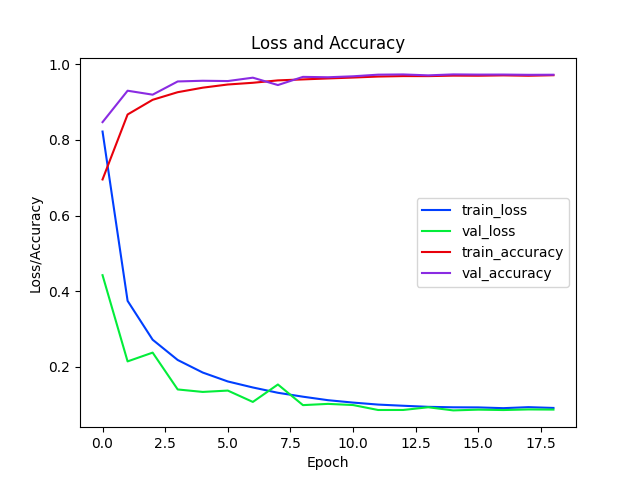 Loss and Accuracy
Loss/Accuracy
1.0
0.8
0.6
0.4
0.2
train_loss
val_loss
train_accuracy
val_accuracy
0.0 2.5 5.0 7.5 10.0 12.5 15.0 17.5
Epoch